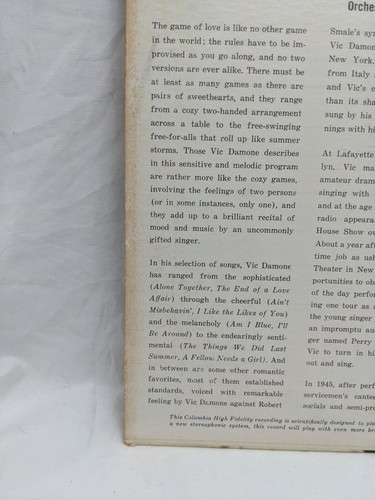 Orche
The game of love is like no other game
in the world; the rules have to be im-
provised as you go along, and no two
versions are ever alike. There must be
at least as many games as there are
pairs of sweethearts, and they range
from a cozy two-handed arrangement
across a table to the free-swinging
free-for-alls that roll up like summer
storms. Those Vic Damone describes
in this sensitive and melodic program
are rather more like the cozy games,
involving the feelings of two persons
(or in some instances, only one), and
they add up to a brilliant recital of
mood and music by an uncommonly
gifted singer.
In his selection of songs, Vic Damone
has ranged from the sophisticated
(Alone Together, The End of a Love
Affair) through the cheerful (Ain't
Misbehavin', I Like the Likes of You)
and the melancholy (Am I Blue, I'll
Be Around) to the endearingly senti-
mental (The Things We Did Last
Summer, A Fellow Needs a Girl). And
in between are some other romantic
favorites, most of them established
standards, voiced with remarkable
feeling by Vic Damone against Robert
Smale's syn
Vic Damon
New York.
from Italy
and Vic's e
than its sha
sung by his
nings with hi
At Lafayette
lyn, Vic ma
amateur dram
singing with
and at the age
radio appeara
House Show ov
About a year aft
time job as ush
Theater in New
portunities to ob
of the day perfor
ing one tour as a
the young singer
an impromptu au
ger named Perry
Vic to turn in hi
out and sing.
In 1945, after perf
servicemen's cante
socials and semi-pro
This Columbia High Fidelity recording is scientifically designed to pla
a new stereophonic system, this record will play with even more br